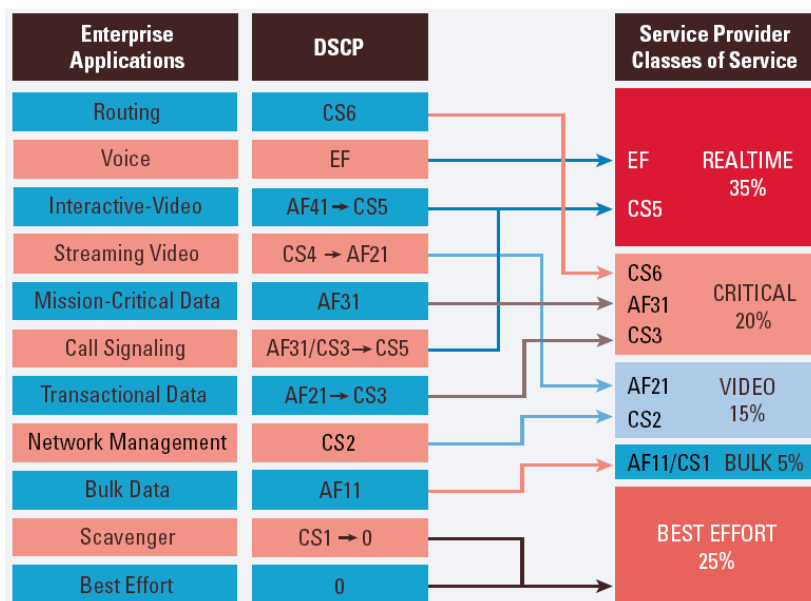 Enterprise
Applications
DSCP
Service Provider
Classes of Service
Routing
CS6
Voice
EF
Interactive-Video
AF41 → CS5
Streaming Video
CS4 → AF21
Mission-Critical Data
AF31
Call Signaling
AF31/CS3 → CS5
Transactional Data
AF21 → CS3
Network Management
CS2
Bulk Data
AF11
Scavenger
CS1 → 0
Best Effort
0
EF
REALTIME
35%
CS5
CS6
AF31
CRITICAL
20%
CS3
AF21
VIDEO
15%
CS2
AF11/CS1 BULK 5%
BEST EFFORT
25%